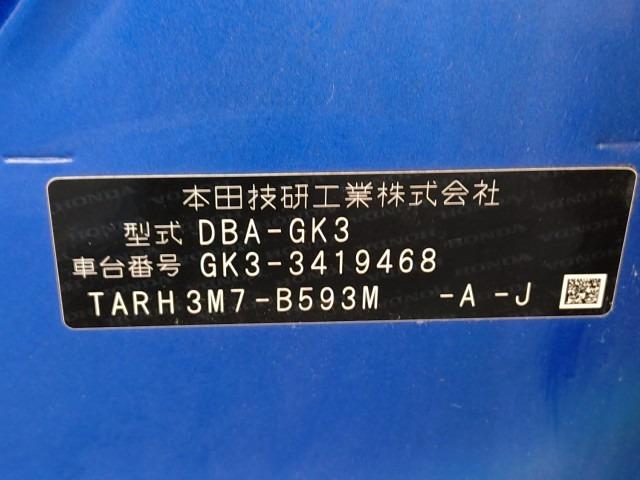 本田技研工業株式会社
型式 DBA-GK3
車台番号 GK3-3419468
TARH3M7-B593M -A -J